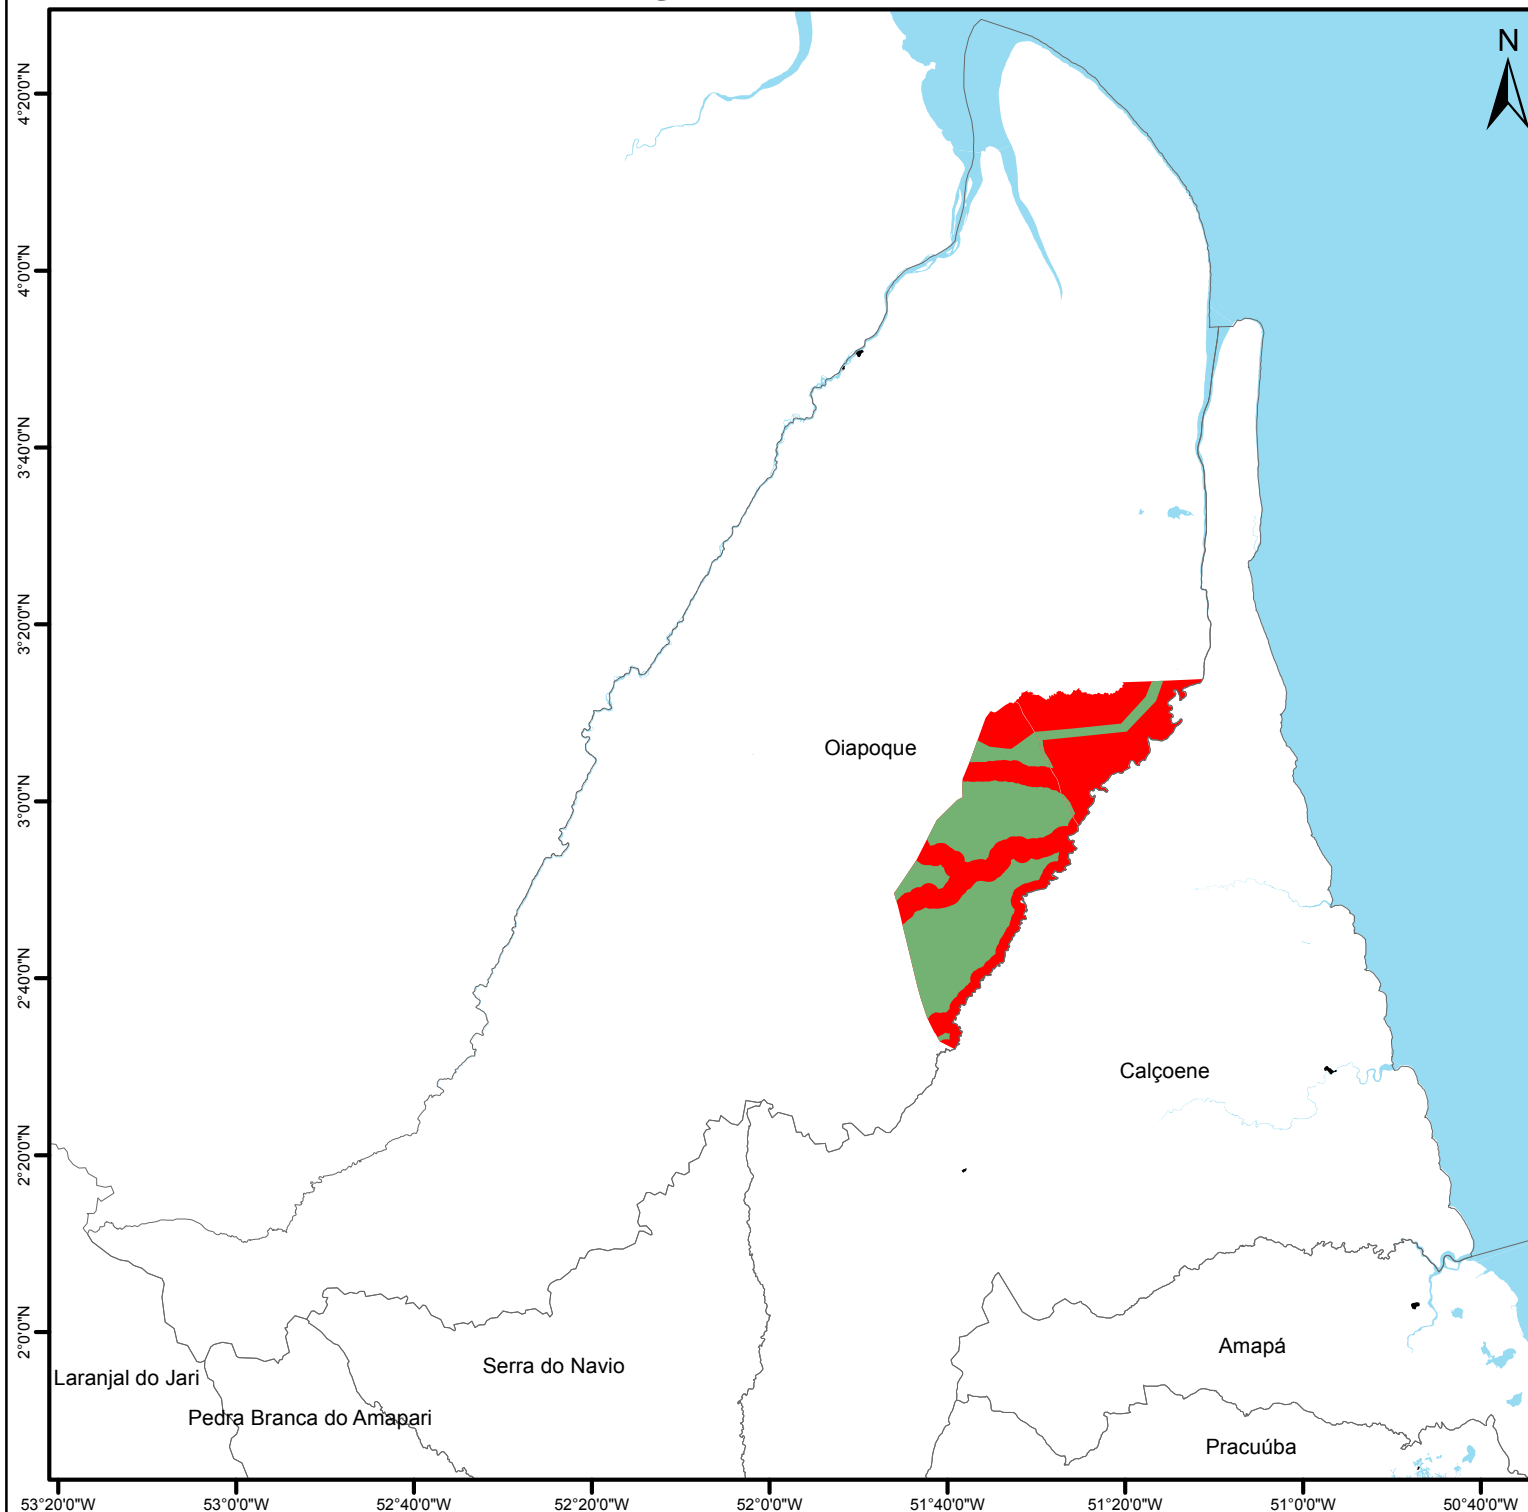 N
4°20'0"N
4°0'0"N
3°40'0"N
3°20'0"N
3°0'0"N
2°40'0"N
2°20'0"N
2°0'0"N
Oiapoque
Calçoene
Amapá
Serra do Navio
Laranjal do Jari
Pedra Branca do Amapari
Pracuúba
53°20'0"W 53°0'0"W 52°40'0"W 52°20'0"W 52°0'0"W 51°40'0"W 51°20'0"W 51°0'0"W 50°40'0"W